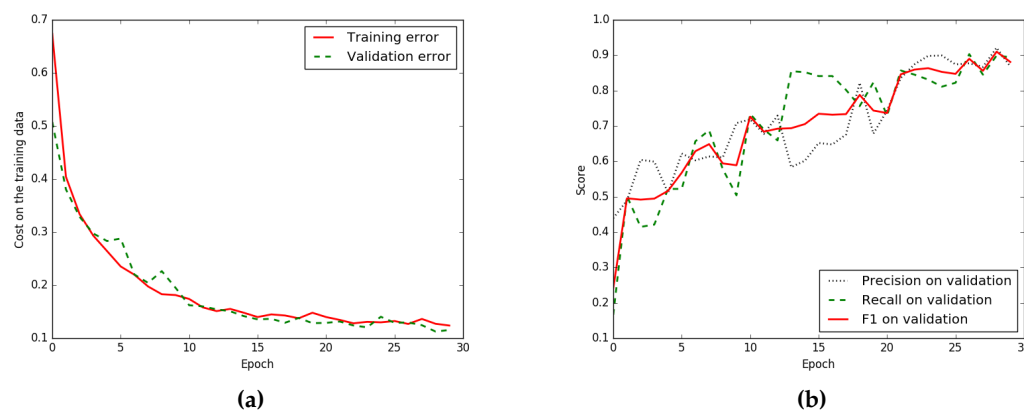 0.7
0.6
0.5
0.4
0.3
0.2
0.1
0 5 10 15 20 25 30
Cost on the training data
Epoch
Training error
Validation error
(a)
1.0
0.9
0.8
0.7
0.6
0.5
0.4
0.3
0.2
0.1
0 5 10 15 20 25
Score
Epoch
Precision on validation
Recall on validation
F1 on validation
(b)